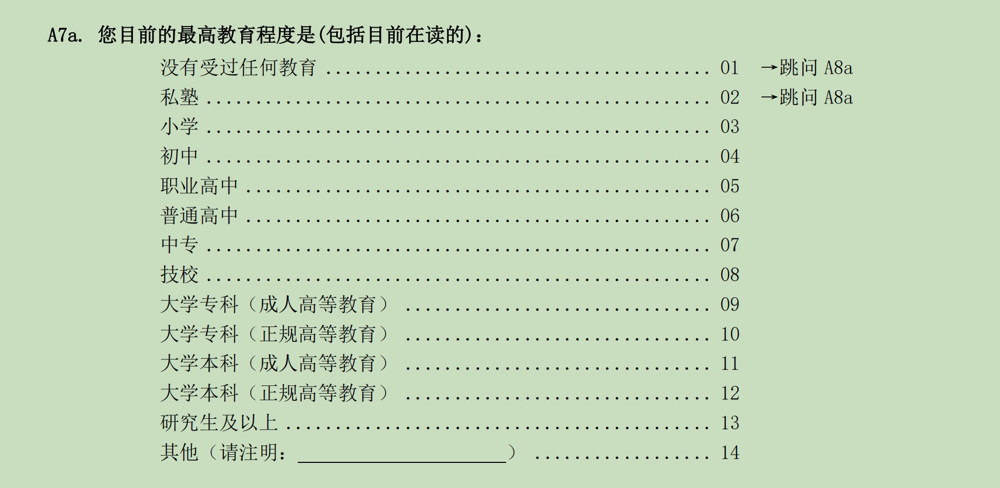 A7a. 您目前的最高教育程度是(包括目前在读的)：
没有受过任何教育 ....................................... 01 →跳问 A8a
私塾 ................................................... 02 →跳问 A8a
小学 ................................................... 03
初中 ................................................... 04
职业高中 ............................................... 05
普通高中 ............................................... 06
中专 ................................................... 07
技校 ................................................... 08
大学专科（成人高等教育） ............................... 09
大学专科（正规高等教育） ............................... 10
大学本科（成人高等教育） ............................... 11
大学本科（正规高等教育） ............................... 12
研究生及以上 ........................................... 13
其他（请注明：_____________________） .................. 14